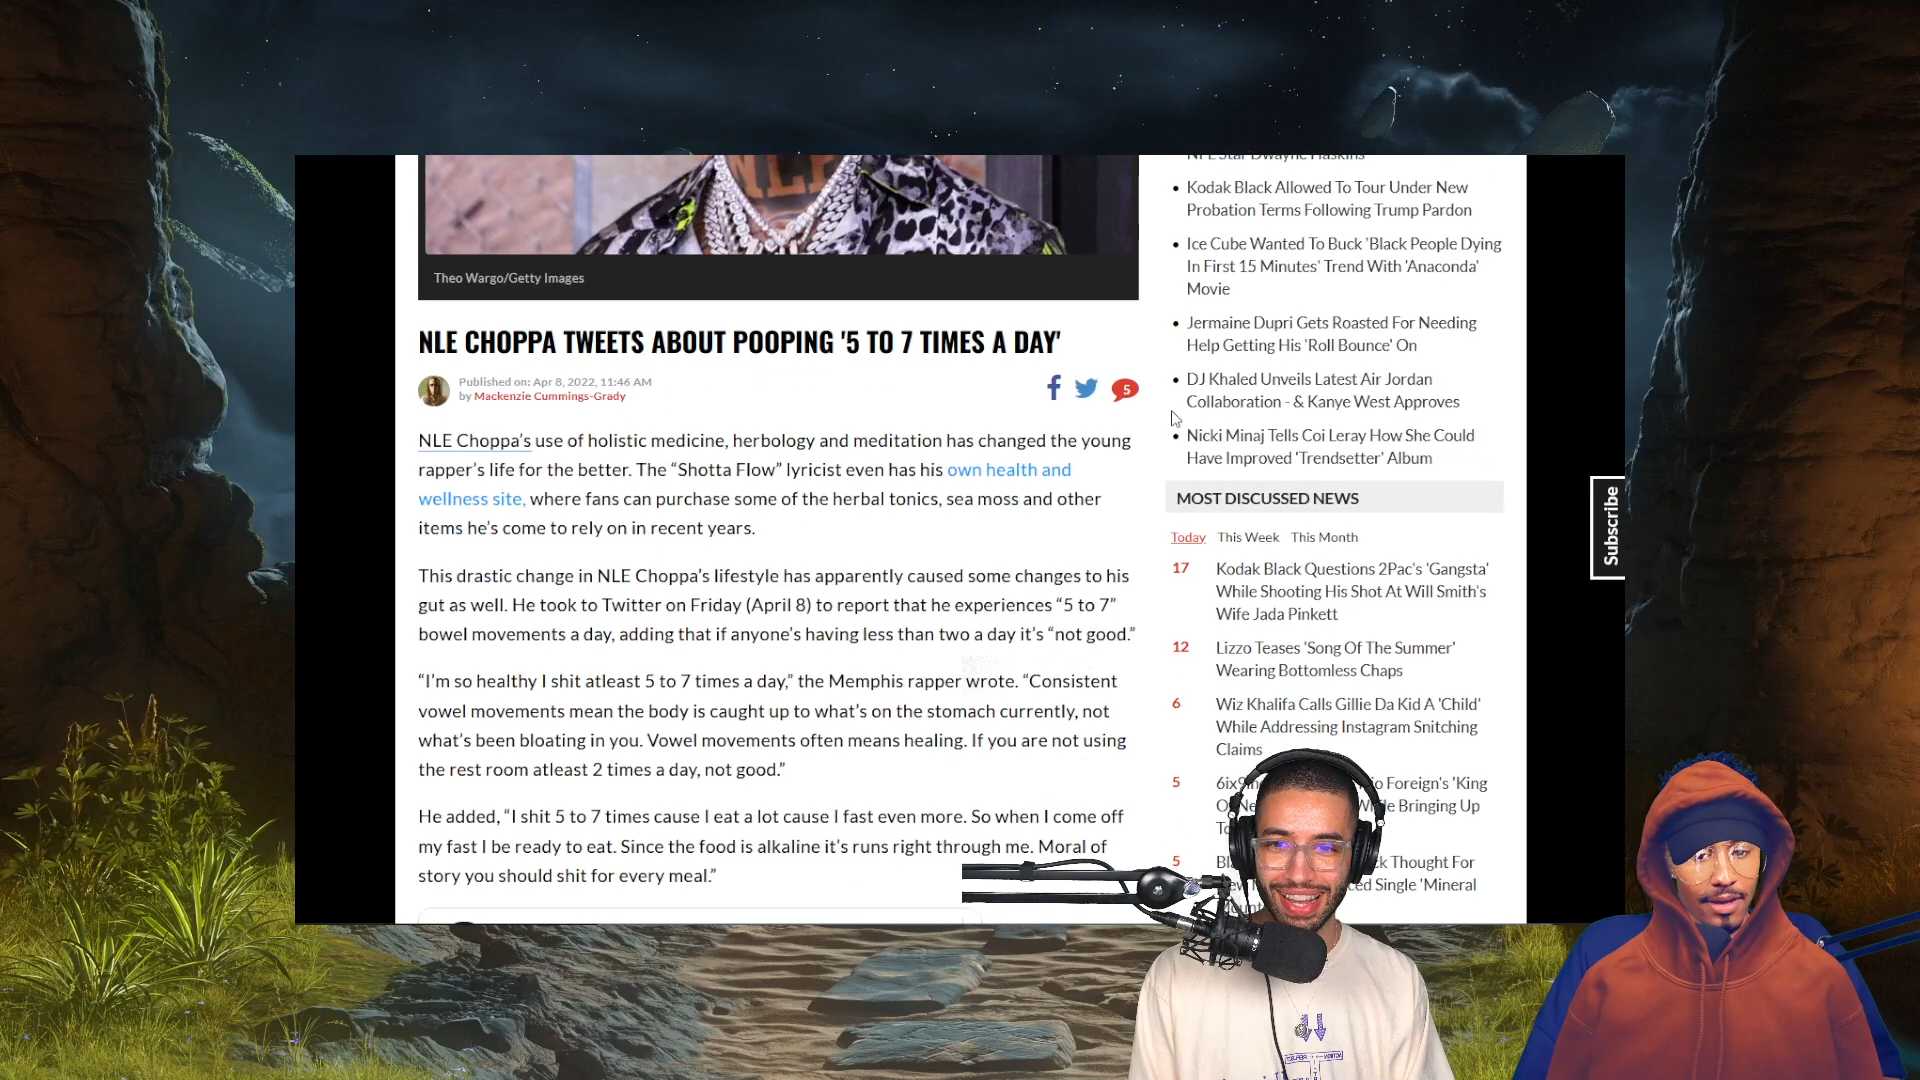 NLE
Theo Wargo/Getty Images
NLE CHOPPA TWEETS ABOUT POOPING '5 TO 7 TIMES A DAY'
Published on: Apr 8, 2022, 11:46 AM
by Mackenzie Cummings-Grady
5
NLE Choppa's use of holistic medicine, herbology and meditation has changed the young
rapper's life for the better. The “Shotta Flow” lyricist even has his own health and
wellness site, where fans can purchase some of the herbal tonics, sea moss and other
items he's come to rely on in recent years.
This drastic change in NLE Choppa's lifestyle has apparently caused some changes to his
gut as well. He took to Twitter on Friday (April 8) to report that he experiences “5 to 7”
bowel movements a day, adding that if anyone's having less than two a day it's “not good.”
“I'm so healthy I shit atleast 5 to 7 times a day,” the Memphis rapper wrote. “Consistent
vowel movements mean the body is caught up to what's on the stomach currently, not
what's been bloating in you. Vowel movements often means healing. If you are not using
the rest room atleast 2 times a day, not good.”
He added, “I shit 5 to 7 times cause I eat a lot cause I fast even more. So when I come off
my fast I be ready to eat. Since the food is alkaline it's runs right through me. Moral of
story you should shit for every meal.”
NFL Star Dwayne Haskins
• Kodak Black Allowed To Tour Under New
Probation Terms Following Trump Pardon
• Ice Cube Wanted To Buck 'Black People Dying
In First 15 Minutes' Trend With 'Anaconda'
Movie
• Jermaine Dupri Gets Roasted For Needing
Help Getting His 'Roll Bounce' On
• DJ Khaled Unveils Latest Air Jordan
Collaboration - & Kanye West Approves
• Nicki Minaj Tells Coi Leray How She Could
Have Improved 'Trendsetter' Album
MOST DISCUSSED NEWS
Today This Week This Month
17 Kodak Black Questions 2Pac's 'Gangsta'
While Shooting His Shot At Will Smith's
Wife Jada Pinkett
12 Lizzo Teases 'Song Of The Summer'
Wearing Bottomless Chaps
6 Wiz Khalifa Calls Gillie Da Kid A 'Child'
While Addressing Instagram Snitching
Claims
5 Foreign's 'King
Bringing Up
5 Thought For
Single 'Mineral
Subscribe